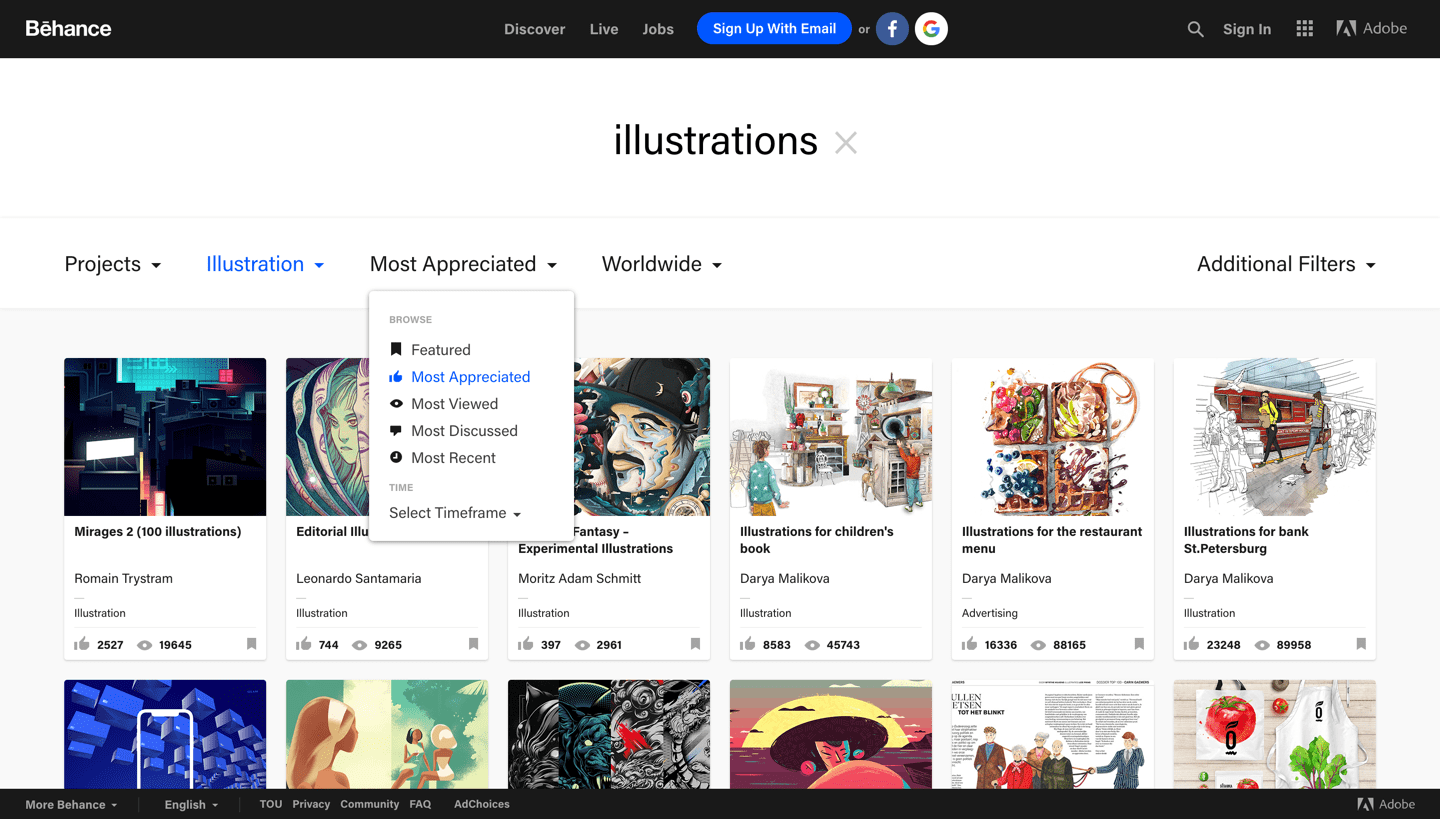 Bēhance
Discover Live Jobs Sign Up With Email or Sign In Adobe
illustrations
Projects Illustration Most Appreciated Worldwide Additional Filters
BROWSE
Featured
Most Appreciated
Most Viewed
Most Discussed
Most Recent
TIME
Select Timeframe
Mirages 2 (100 illustrations)
Romain Trystram
Illustration
2527 19645
Editorial Illu
Leonardo Santamaria
Illustration
744 9265
Fantasy –
Experimental Illustrations
Moritz Adam Schmitt
Illustration
397 2961
Illustrations for children's
book
Darya Malikova
Illustration
8583 45743
Illustrations for the restaurant
menu
Darya Malikova
Advertising
16336 88165
Illustrations for bank
St.Petersburg
Darya Malikova
Illustration
23248 89958
ULLEN
ETSEN
TOT HET BLINKT
More Behance English TOU Privacy Community FAQ AdChoices Adobe